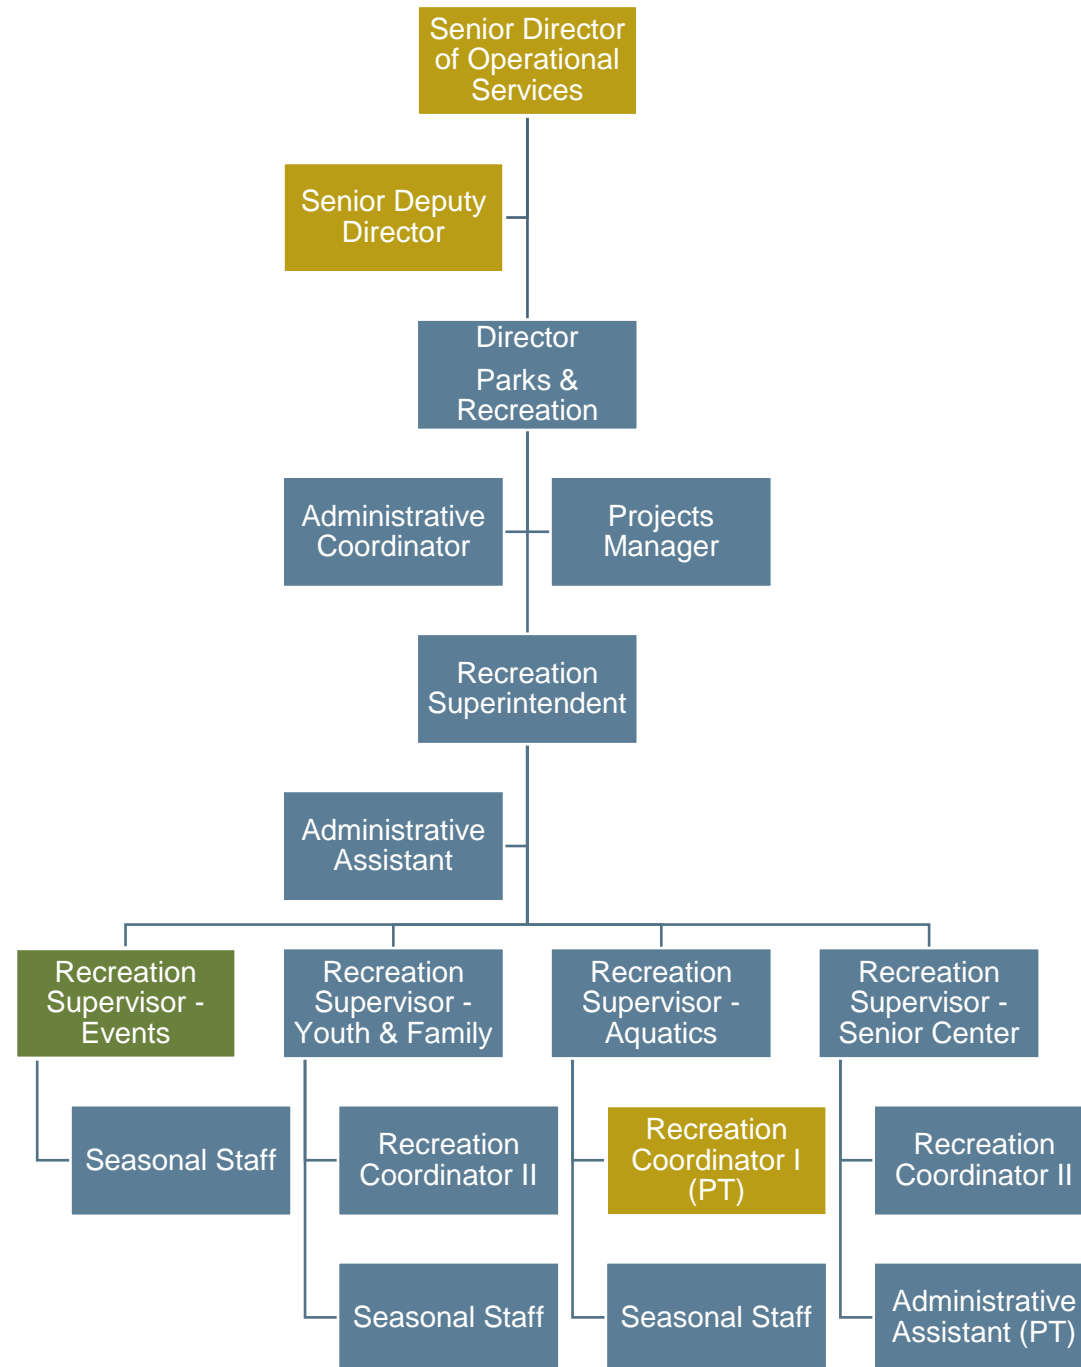 Senior Director
of Operational
Services
Senior Deputy
Director
Director
Parks &
Recreation
Administrative
Coordinator
Projects
Manager
Recreation
Superintendent
Administrative
Assistant
Recreation
Supervisor -
Events
Recreation
Supervisor -
Youth & Family
Recreation
Supervisor -
Aquatics
Recreation
Supervisor -
Senior Center
Seasonal Staff
Recreation
Coordinator II
Recreation
Coordinator I
(PT)
Recreation
Coordinator II
Seasonal Staff
Seasonal Staff
Administrative
Assistant (PT)